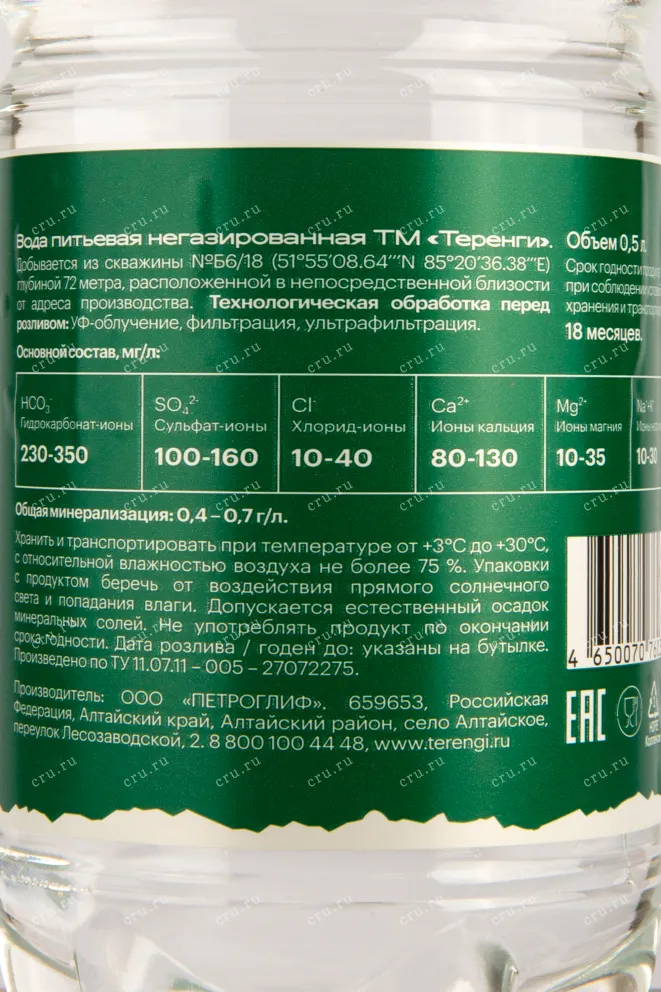 Вода питьевая негазированная ТМ «Теренги».
Добывается из скважины №Б6/18 (51°55'08.64'''N 85°20'36.38'''E)
глубиной 72 метра, расположенной в непосредственной близости
от адреса производства. Технологическая обработка перед
розливом: УФ-облучение, фильтрация, ультрафильтрация.
Основной состав, мг/л:
HCO₃⁻
Гидрокарбонат-ионы
230-350
SO₄²⁻
Сульфат-ионы
100-160
Cl⁻
Хлорид-ионы
10-40
Ca²⁺
Ионы кальция
80-130
Mg²⁺
Ионы магния
10-35
Na⁺+K⁺
Ионы
10-30
Общая минерализация: 0,4 – 0,7 г/л.
Хранить и транспортировать при температуре от +3°C до +30°C,
с относительной влажностью воздуха не более 75 %. Упаковки
с продуктом беречь от воздействия прямого солнечного
света и попадания влаги. Допускается естественный осадок
минеральных солей. Не употреблять продукт по окончании
срока годности. Дата розлива / годен до: указаны на бутылке.
Произведено по ТУ 11.07.11 – 005 – 27072275.
Производитель: ООО «ПЕТРОГЛИФ». 659653, Российская
Федерация, Алтайский край, Алтайский район, село Алтайское,
переулок Лесозаводской, 2. 8 800 100 44 48, www.terengi.ru
Объем 0,5 л.
Срок годности
при соблюдении
хранения и
18 месяцев.
4 650070
EAC
cru.ru